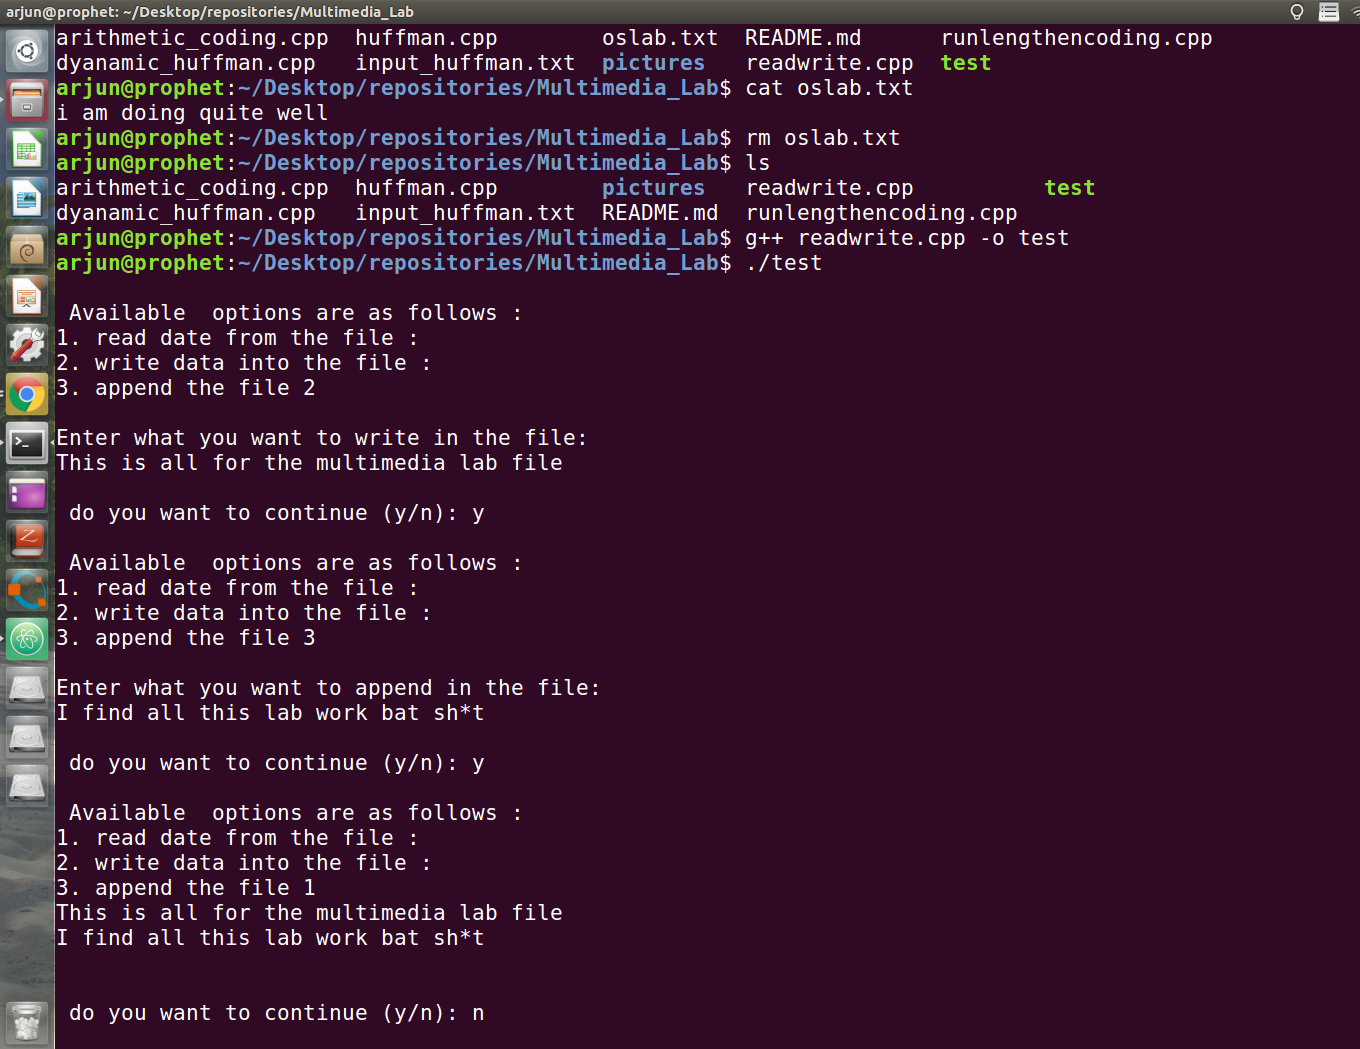 arjun@prophet: ~/Desktop/repositories/Multimedia_Lab
arithmetic_coding.cpp  huffman.cpp        oslab.txt  README.md      runlengthencoding.cpp
dyanamic_huffman.cpp   input_huffman.txt  pictures   readwrite.cpp  test
arjun@prophet:~/Desktop/repositories/Multimedia_Lab$ cat oslab.txt
i am doing quite well
arjun@prophet:~/Desktop/repositories/Multimedia_Lab$ rm oslab.txt
arjun@prophet:~/Desktop/repositories/Multimedia_Lab$ ls
arithmetic_coding.cpp  huffman.cpp        pictures   readwrite.cpp          test
dyanamic_huffman.cpp   input_huffman.txt  README.md  runlengthencoding.cpp
arjun@prophet:~/Desktop/repositories/Multimedia_Lab$ g++ readwrite.cpp -o test
arjun@prophet:~/Desktop/repositories/Multimedia_Lab$ ./test
Available  options are as follows :
1. read date from the file :
2. write data into the file :
3. append the file 2
Enter what you want to write in the file:
This is all for the multimedia lab file
do you want to continue (y/n): y
Available  options are as follows :
1. read date from the file :
2. write data into the file :
3. append the file 3
Enter what you want to append in the file:
I find all this lab work bat sh*t
do you want to continue (y/n): y
Available  options are as follows :
1. read date from the file :
2. write data into the file :
3. append the file 1
This is all for the multimedia lab file
I find all this lab work bat sh*t
do you want to continue (y/n): n